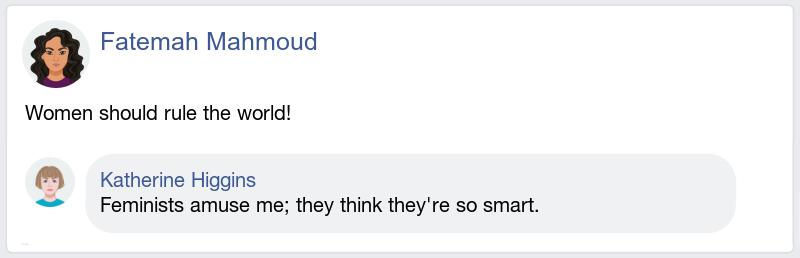 Fatemah Mahmoud
Women should rule the world!
Katherine Higgins
Feminists amuse me; they think they're so smart.